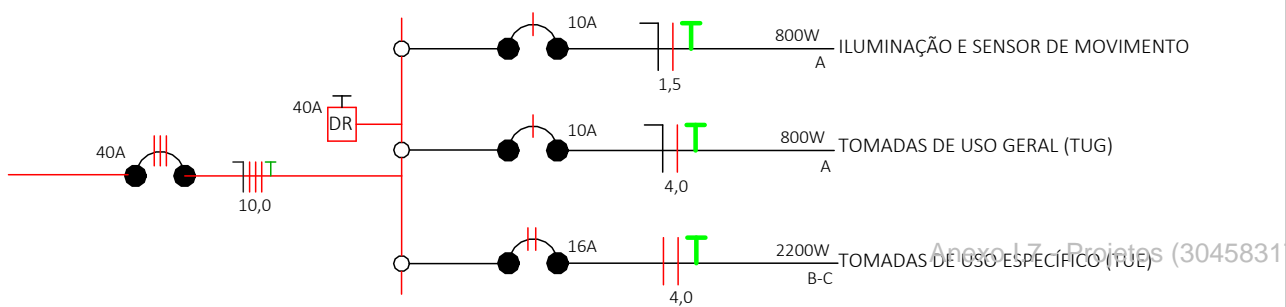 10A
800W
ILUMINAÇÃO E SENSOR DE MOVIMENTO
A
1,5
40A
DR
10A
800W
TOMADAS DE USO GERAL (TUG)
A
4,0
40A
10,0
16A
2200W
TOMADAS DE USO ESPECÍFICO (TUE)
B-C
4,0
Anexo I.7 - Projetos (3045831